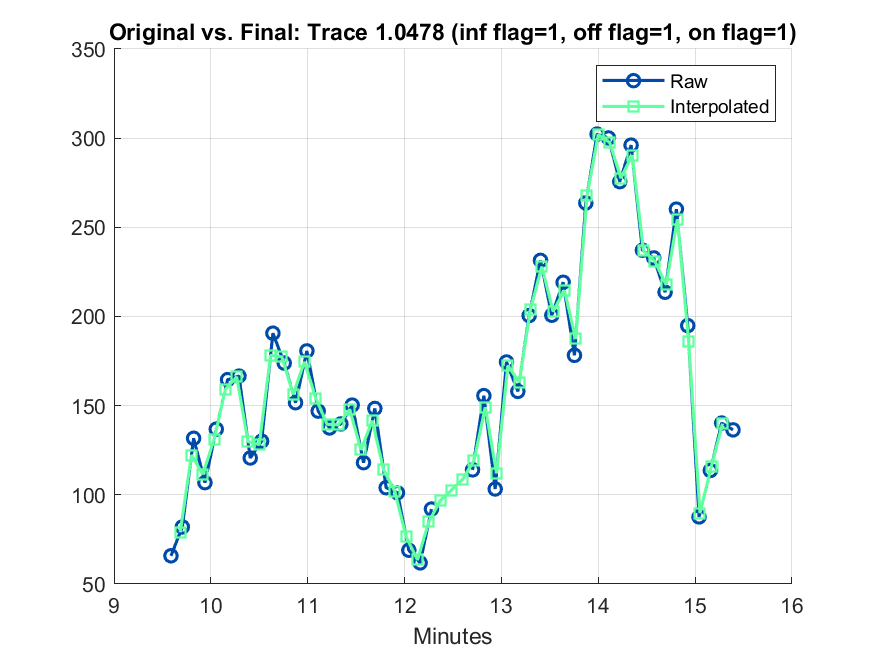 Original vs. Final: Trace 1.0478 (inf flag=1, off flag=1, on flag=1)
350
300
250
200
150
100
50
Raw
Interpolated
9 10 11 12 13 14 15 16
Minutes